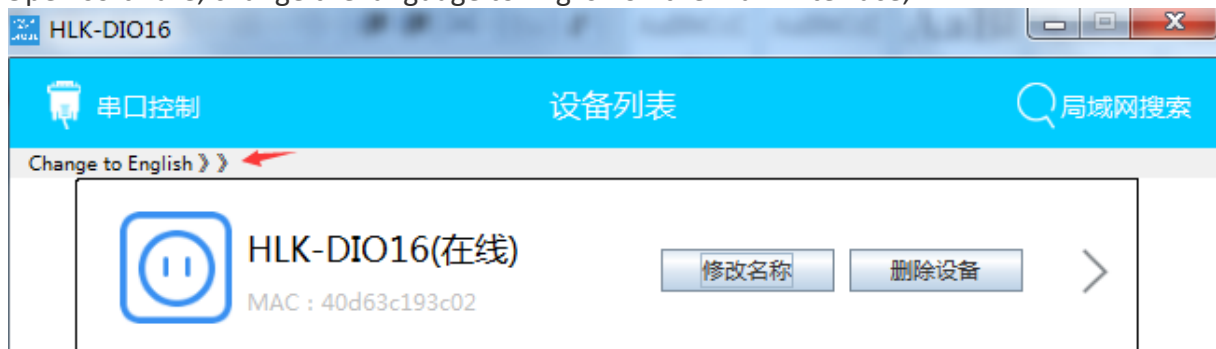 HLK-DIO16
串口控制
设备列表
局域网搜索
Change to English 》》
HLK-DIO16(在线)
修改名称
删除设备
MAC：40d63c193c02